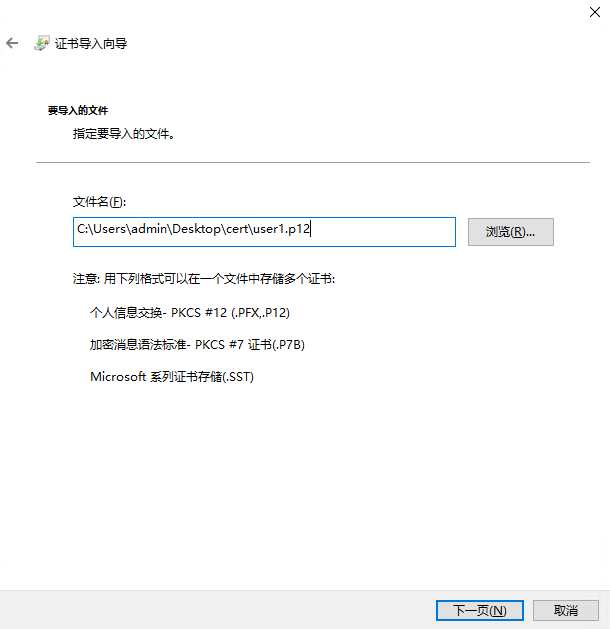 证书导入向导
要导入的文件
指定要导入的文件。
文件名(F):
C:\Users\admin\Desktop\cert\user1.p12
浏览(R)...
注意: 用下列格式可以在一个文件中存储多个证书:
个人信息交换- PKCS #12 (.PFX,.P12)
加密消息语法标准- PKCS #7 证书(.P7B)
Microsoft 系列证书存储(.SST)
下一页(N)
取消